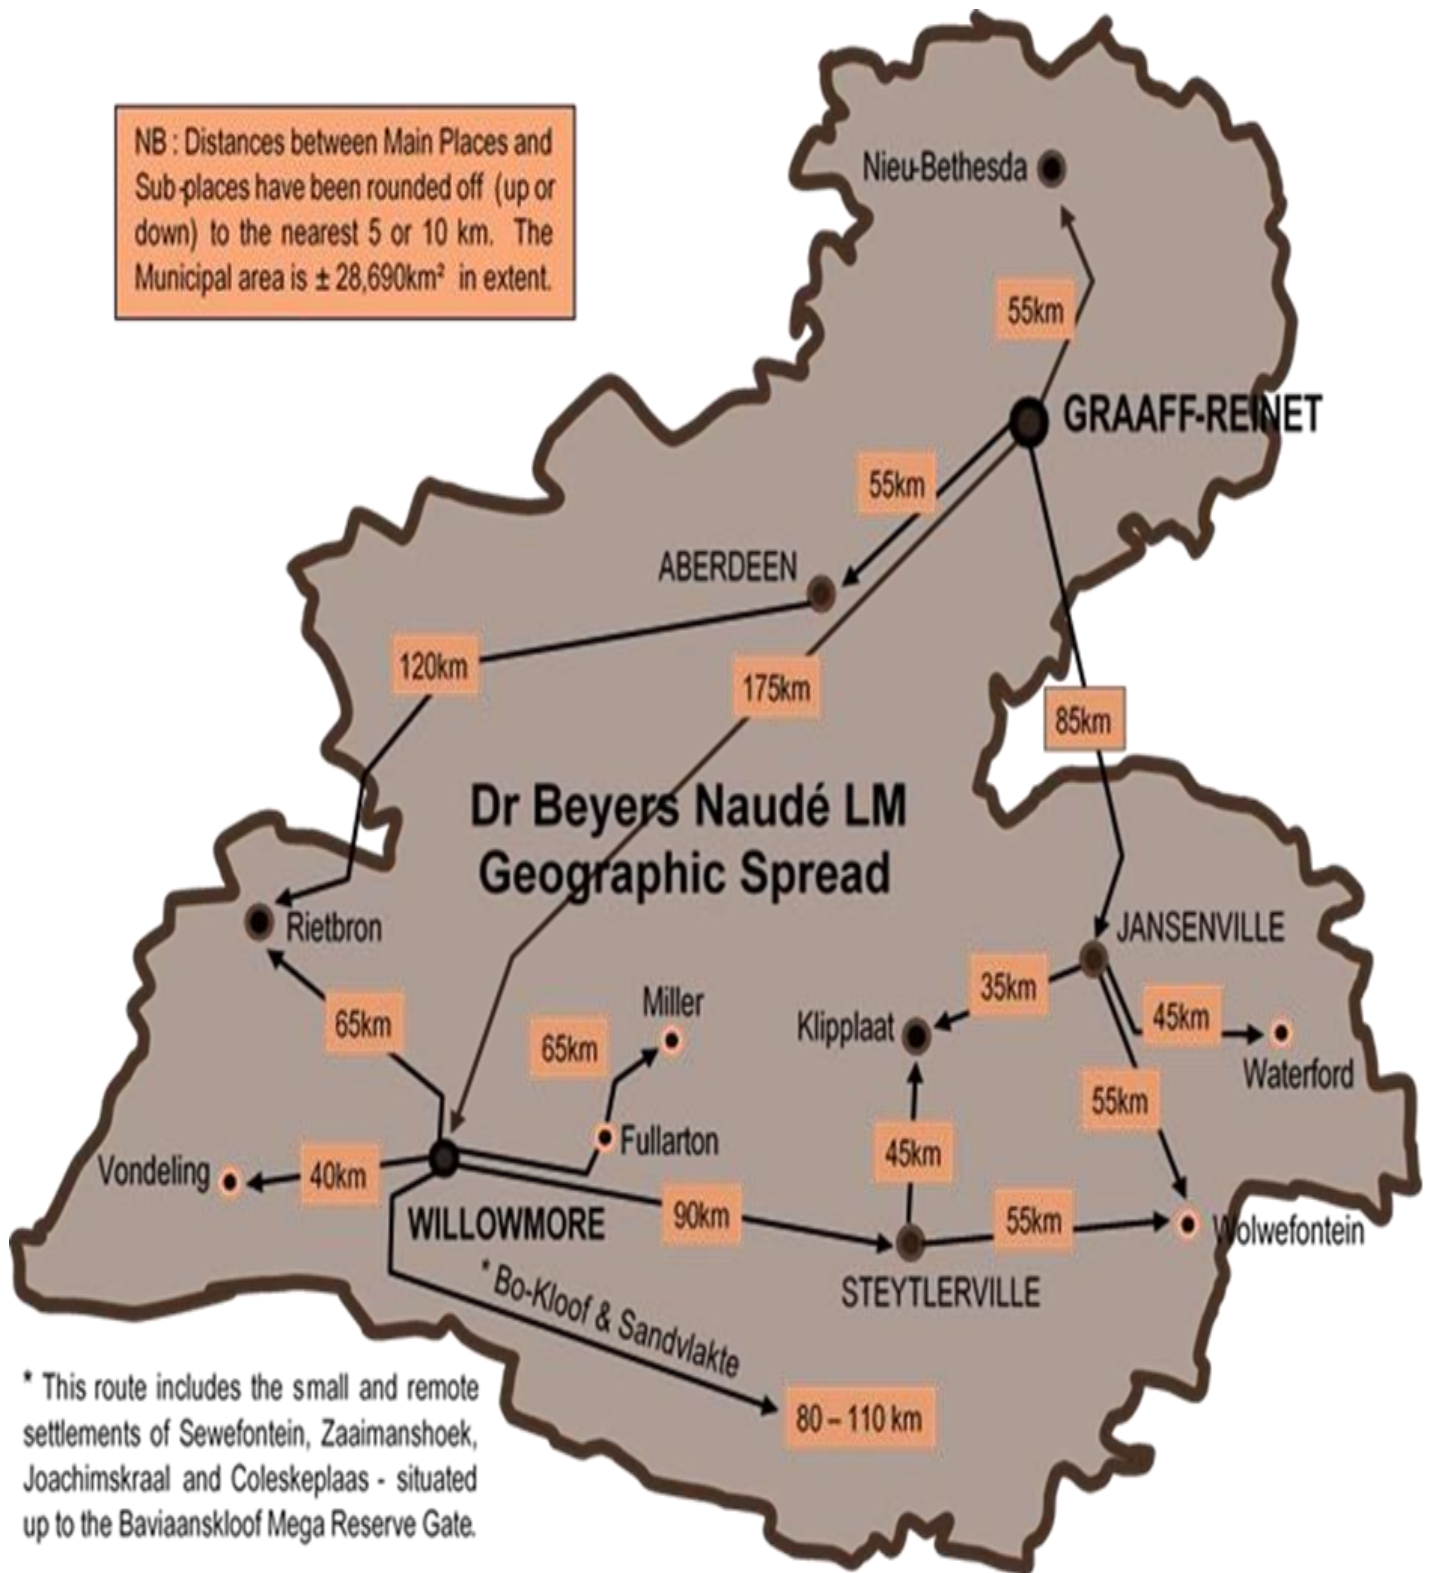 NB : Distances between Main Places and
Sub-places have been rounded off (up or
down) to the nearest 5 or 10 km. The
Municipal area is ± 28,690km² in extent.
Nieu-Bethesda
55km
GRAAFF-REINET
55km
ABERDEEN
120km
175km
85km
Dr Beyers Naudé LM
Geographic Spread
Rietbron
JANSENVILLE
35km
45km
65km
Miller
65km
Klipplaat
Waterford
55km
Fullarton
45km
Vondeling
40km
WILLOWMORE
90km
55km
Wolwefontein
STEYTLERVILLE
* Bo-Kloof & Sandvlakte
80 – 110 km
* This route includes the small and remote
settlements of Sewefontein, Zaaimanshoek,
Joachimskraal and Coleskeplaas - situated
up to the Baviaanskloof Mega Reserve Gate.